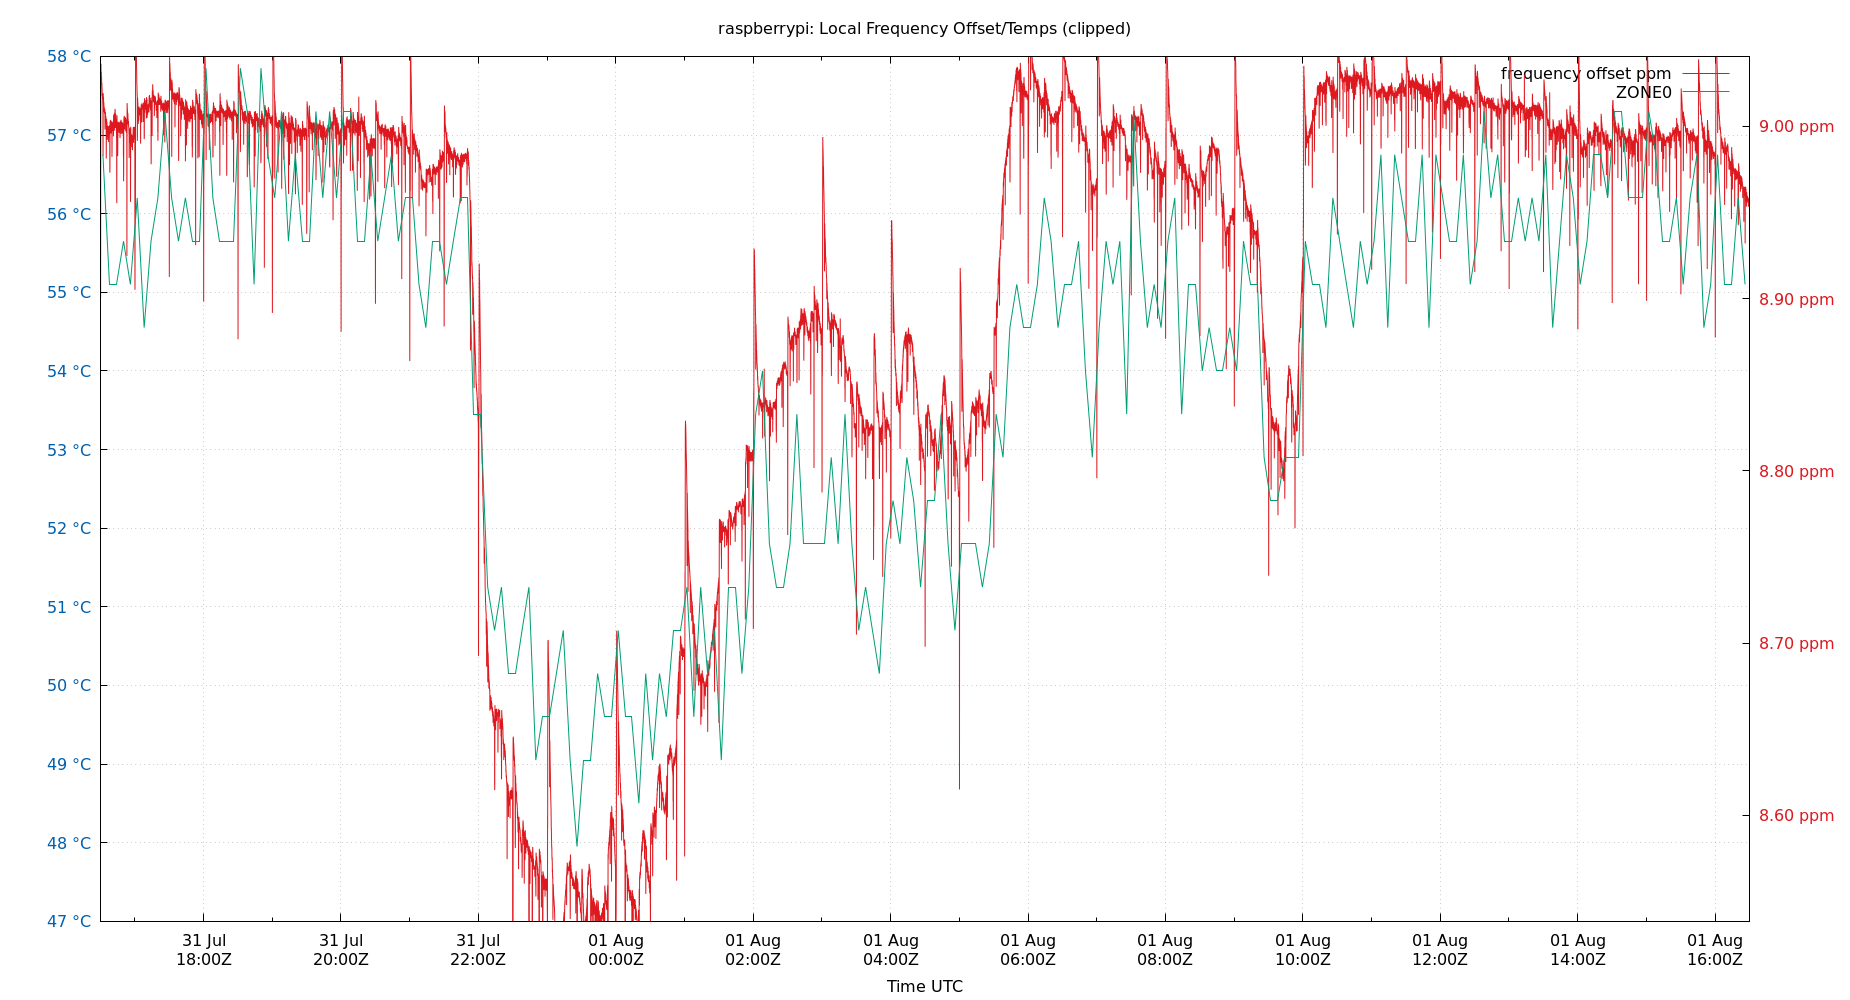 raspberrypi: Local Frequency Offset/Temps (clipped)
58 °C
57 °C
56 °C
55 °C
54 °C
53 °C
52 °C
51 °C
50 °C
49 °C
48 °C
47 °C
frequency offset ppm
ZONE0
9.00 ppm
8.90 ppm
8.80 ppm
8.70 ppm
8.60 ppm
31 Jul
18:00Z
31 Jul
20:00Z
31 Jul
22:00Z
01 Aug
00:00Z
01 Aug
02:00Z
01 Aug
04:00Z
01 Aug
06:00Z
01 Aug
08:00Z
01 Aug
10:00Z
01 Aug
12:00Z
01 Aug
14:00Z
01 Aug
16:00Z
Time UTC